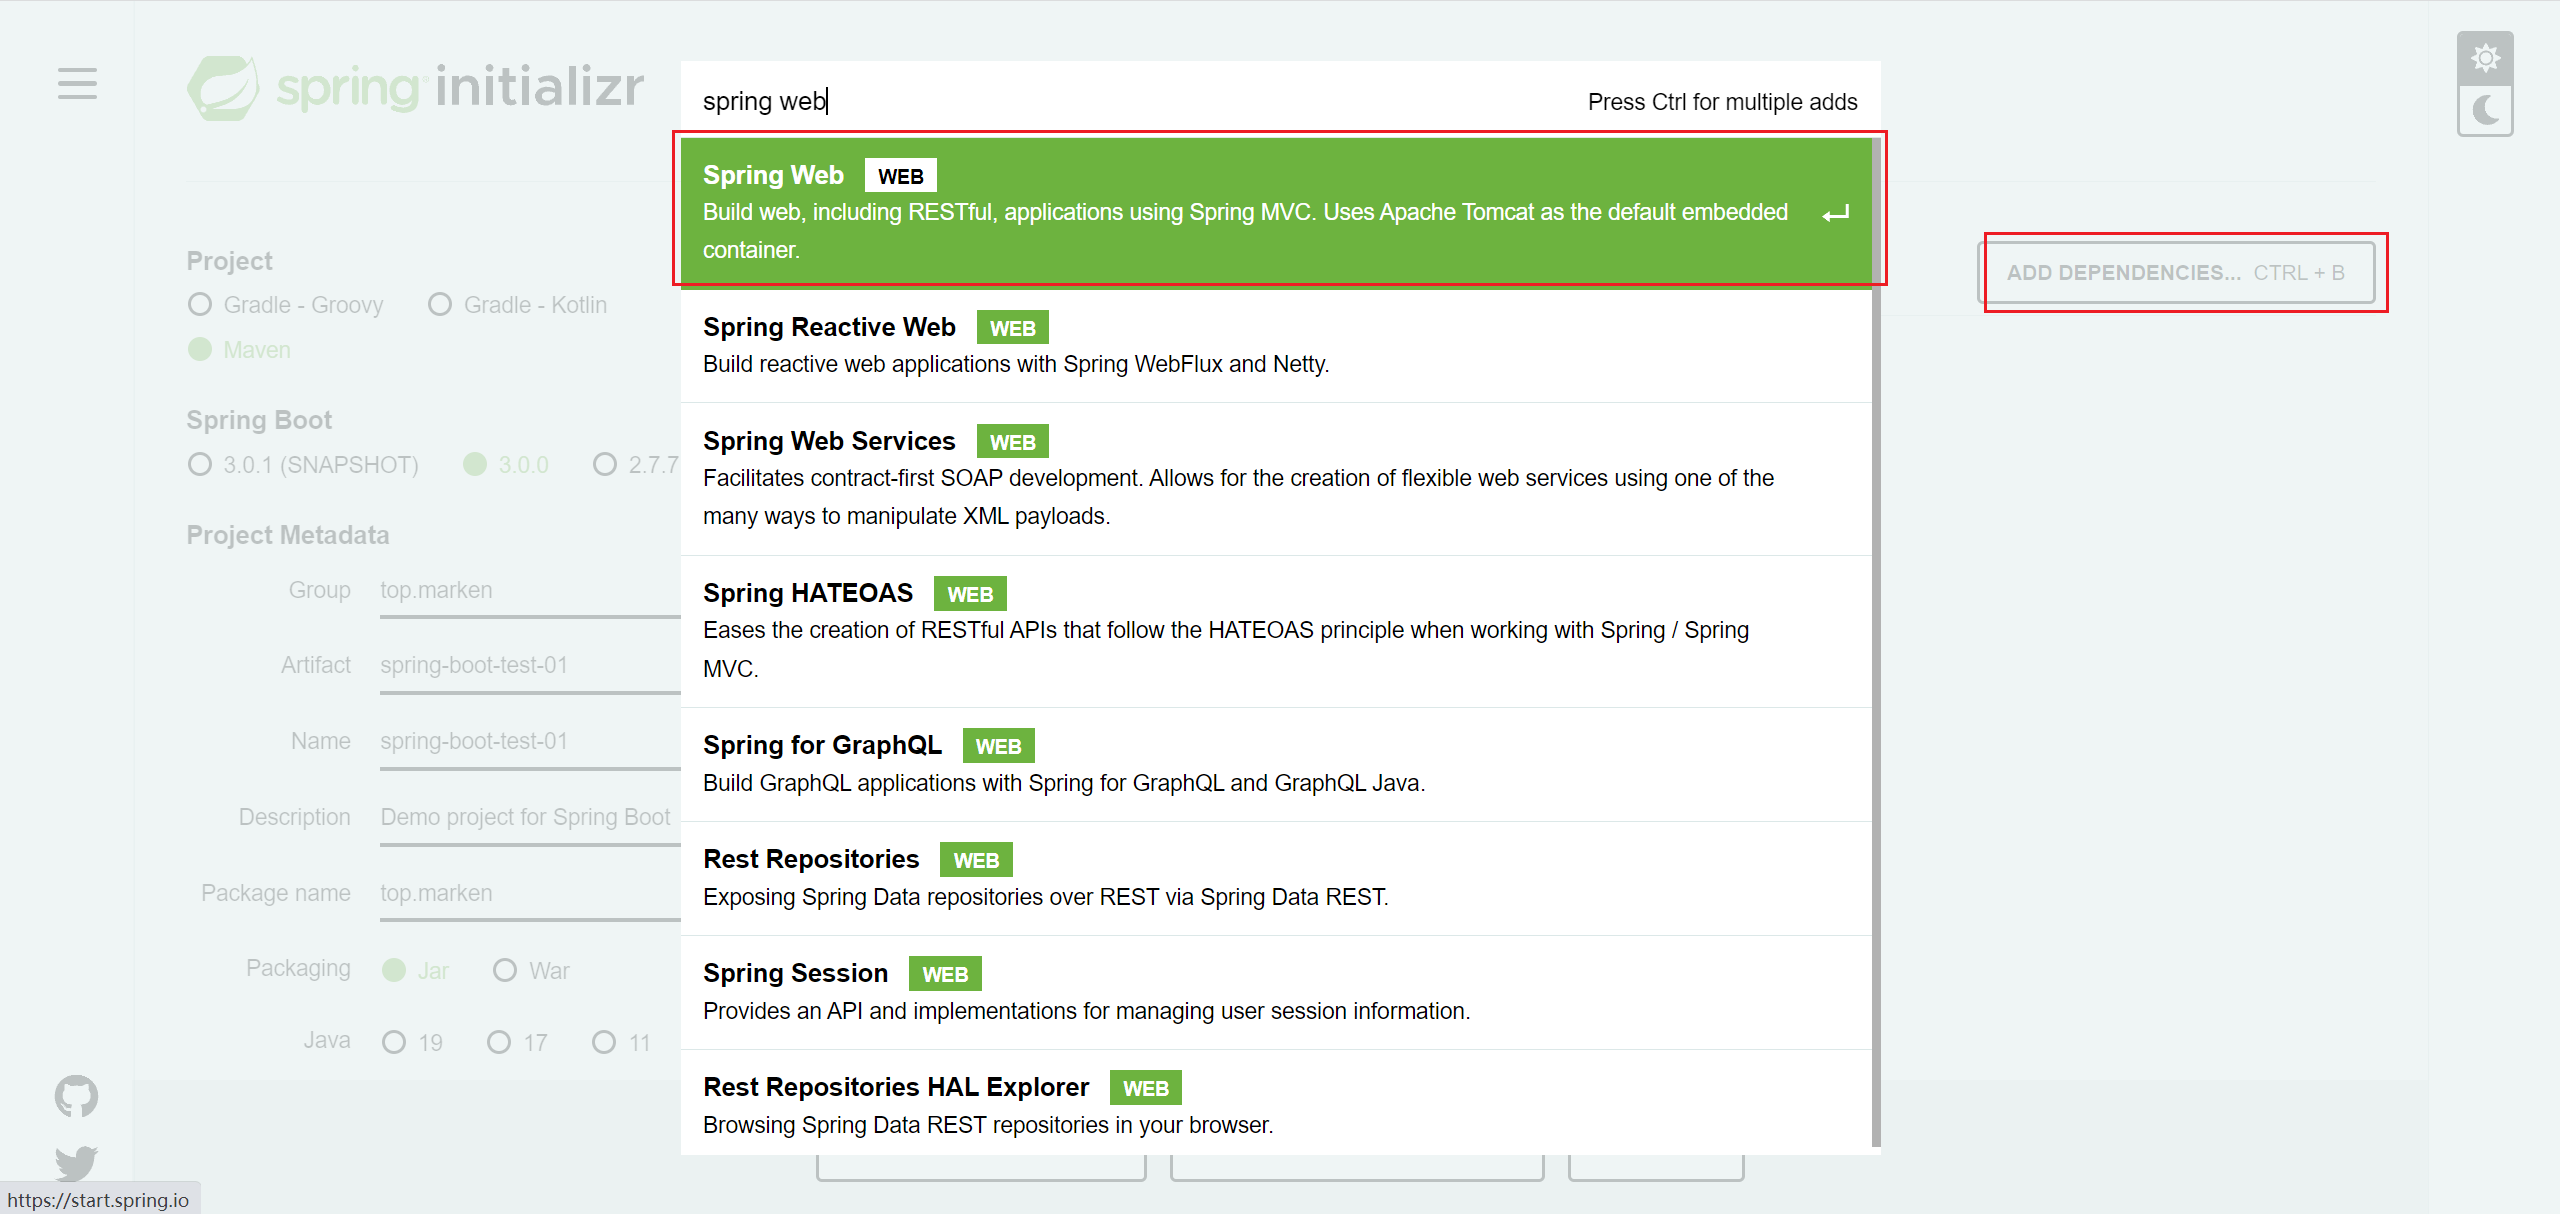 spring initializr
spring web
Press Ctrl for multiple adds
Spring Web WEB
Build web, including RESTful, applications using Spring MVC. Uses Apache Tomcat as the default embedded
container.
Spring Reactive Web WEB
Build reactive web applications with Spring WebFlux and Netty.
Spring Web Services WEB
Facilitates contract-first SOAP development. Allows for the creation of flexible web services using one of the
many ways to manipulate XML payloads.
Spring HATEOAS WEB
Eases the creation of RESTful APIs that follow the HATEOAS principle when working with Spring / Spring
MVC.
Spring for GraphQL WEB
Build GraphQL applications with Spring for GraphQL and GraphQL Java.
Rest Repositories WEB
Exposing Spring Data repositories over REST via Spring Data REST.
Spring Session WEB
Provides an API and implementations for managing user session information.
Rest Repositories HAL Explorer WEB
Browsing Spring Data REST repositories in your browser.
ADD DEPENDENCIES... CTRL + B
Project
Gradle - Groovy Gradle - Kotlin
Maven
Spring Boot
3.0.1 (SNAPSHOT) 3.0.0 2.7.7
Project Metadata
Group top.marken
Artifact spring-boot-test-01
Name spring-boot-test-01
Description Demo project for Spring Boot
Package name top.marken
Packaging Jar War
Java 19 17 11
https://start.spring.io